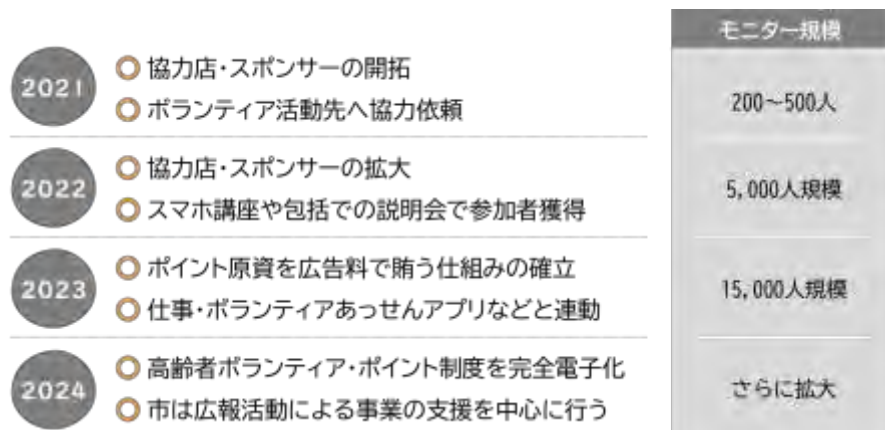 モニター規模
2021
◎ 協力店・スポンサーの開拓
◎ ボランティア活動先へ協力依頼
200～500人
2022
◎ 協力店・スポンサーの拡大
◎ スマホ講座や包括での説明会で参加者獲得
5,000人規模
2023
◎ ポイント原資を広告料で賄う仕組みの確立
◎ 仕事・ボランティアあっせんアプリなどと連動
15,000人規模
2024
◎ 高齢者ボランティア・ポイント制度を完全電子化
◎ 市は広報活動による事業の支援を中心に行う
さらに拡大